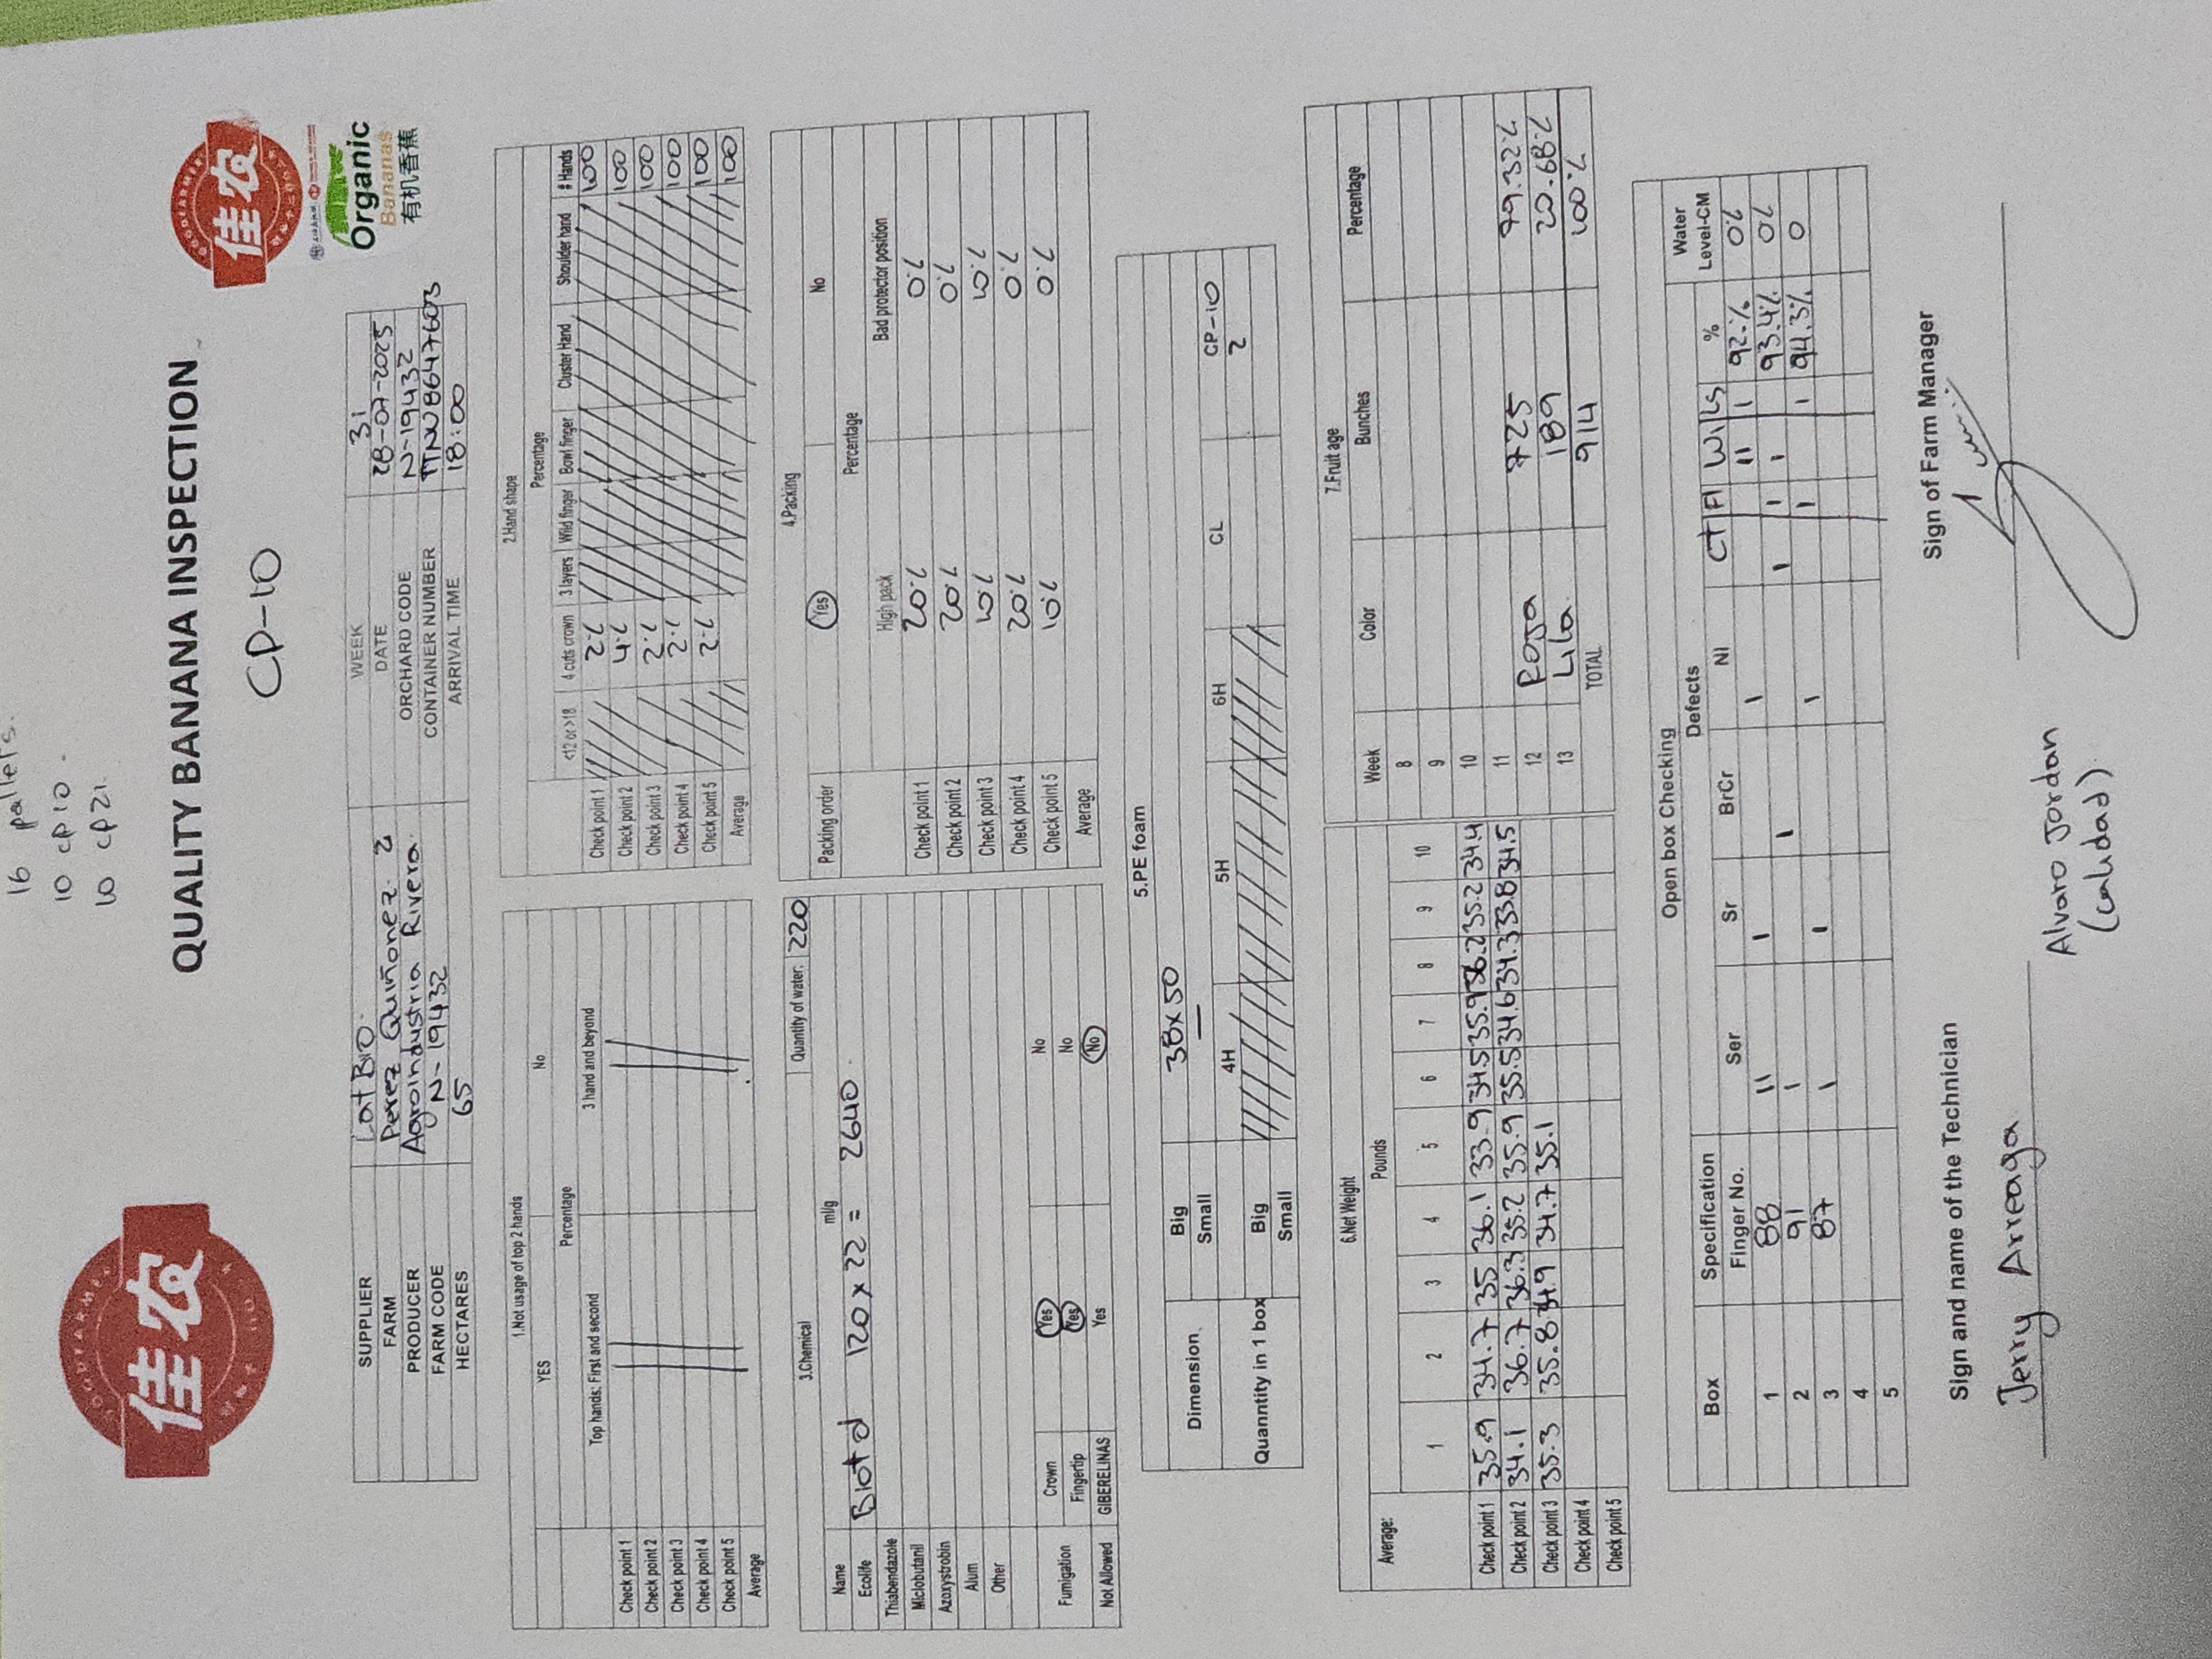 16 pallets.
10 cp10.
10 cp21.
佳农
GOODFARMER
佳农
Organic
Bananas
有机香蕉
QUALITY BANANA INSPECTION
CP-10
SUPPLIER Lat BIO. WEEK 31
FARM Perez Quiñonez 2 DATE 28-07-2025
PRODUCER Agroindustria Rivera. ORCHARD CODE N-19432
FARM CODE N-19432 CONTAINER NUMBER TTNU8647603
HECTARES 65 ARRIVAL TIME 18:00
1.Not usage of top 2 hands
YES No
Percentage
Top hands: First and second 3 hand and beyond
Check point 1
Check point 2
Check point 3
Check point 4
Check point 5
Average
2.Hand shape
Percentage
<12 or >18 4 cuts crown 3 layers Wild finger Bowl finger Cluster Hand Shoulder hand # Hands
Check point 1 2% 100
Check point 2 4% 100
Check point 3 2% 100
Check point 4 2% 100
Check point 5 2% 100
Average 100
3.Chemical Quantity of water: 220
Name ml/g
Ecolife Biotd 120 x 22 = 2640.
Thiabendazole
Miclobutanil
Azoxystrobin
Alum
Other
Fumigation Crown Yes No
Fingertip Yes No
Not Allowed GIBERELINAS Yes No
4.Packing
Packing order Yes No
Percentage
High pack Bad protector position
Check point 1 20% 0%
Check point 2 20% 0%
Check point 3 10% 10%
Check point 4 20% 0%
Check point 5 10% 0%
Average
5.PE foam
Dimension. Big 38x50
Small —
4H 5H 6H CL CP-10
Quanntity in 1 box Big 2
Small
6.Net Weight
Average: Pounds
1 2 3 4 5 6 7 8 9 10
Check point 1 35.9 34.7 35 36.1 33.9 34.5 35.9 36.2 35.2 34.4
Check point 2 34.1 36.7 36.3 35.2 35.9 35.5 34.6 34.3 33.8 34.5
Check point 3 35.3 35.8 34.9 34.7 35.1
Check point 4
Check point 5
7.Fruit age
Week Color Bunches Percentage
8
9
10
11
12 Rosa 725 79.32%
13 Lila. 189 20.68%
TOTAL 914 100%
Open box Checking
Box Specification Defects Water
Finger No. Ser Sr BrCr NI CT FI WI LS % Level-CM
1 88 11 1 1 11 1 92.% 0%
2 91 1 1 1 1 1 93.4% 0%
3 87 1 1 1 1 1 94.3% 0
4
5
Sign and name of the Technician Sign of Farm Manager
Jerry Arreaga
Alvaro Jordan
(calidad).